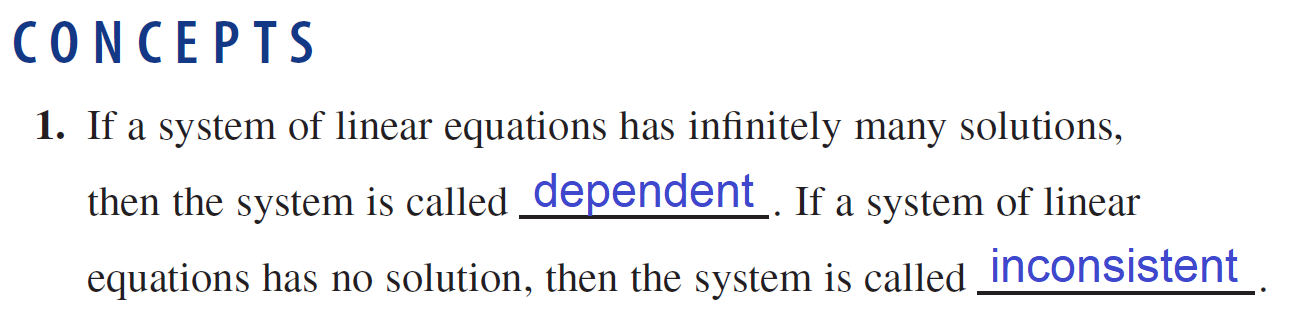 CONCEPTS
1. If a system of linear equations has infinitely many solutions,
then the system is called dependent. If a system of linear
equations has no solution, then the system is called inconsistent.